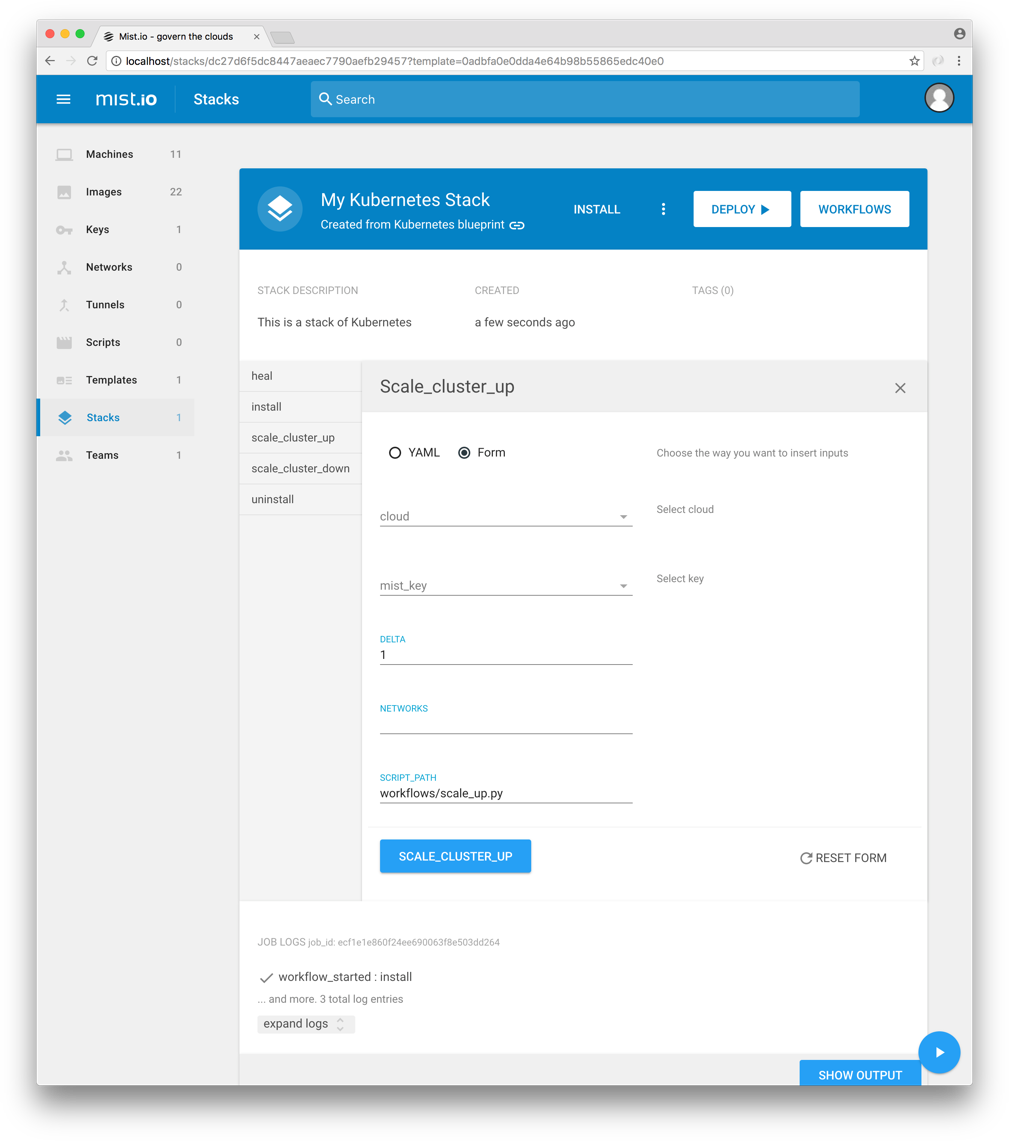 Mist.io - govern the clouds
localhost/stacks/dc27d6f5dc8447aeaec7790aefb29457?template=0adbfa0e0dda4e64b98b55865edc40e0
mist.io
Stacks
Search
Machines 11
Images 22
Keys 1
Networks 0
Tunnels 0
Scripts 0
Templates 1
Stacks 1
Teams 1
My Kubernetes Stack
Created from Kubernetes blueprint
INSTALL
DEPLOY
WORKFLOWS
STACK DESCRIPTION
CREATED
TAGS (0)
This is a stack of Kubernetes
a few seconds ago
heal
install
scale_cluster_up
scale_cluster_down
uninstall
Scale_cluster_up
YAML
Form
Choose the way you want to insert inputs
cloud
Select cloud
mist_key
Select key
DELTA
1
NETWORKS
SCRIPT_PATH
workflows/scale_up.py
SCALE_CLUSTER_UP
RESET FORM
JOB LOGS job_id: ecf1e1e860f24ee690063f8e503dd264
workflow_started : install
... and more. 3 total log entries
expand logs
SHOW OUTPUT